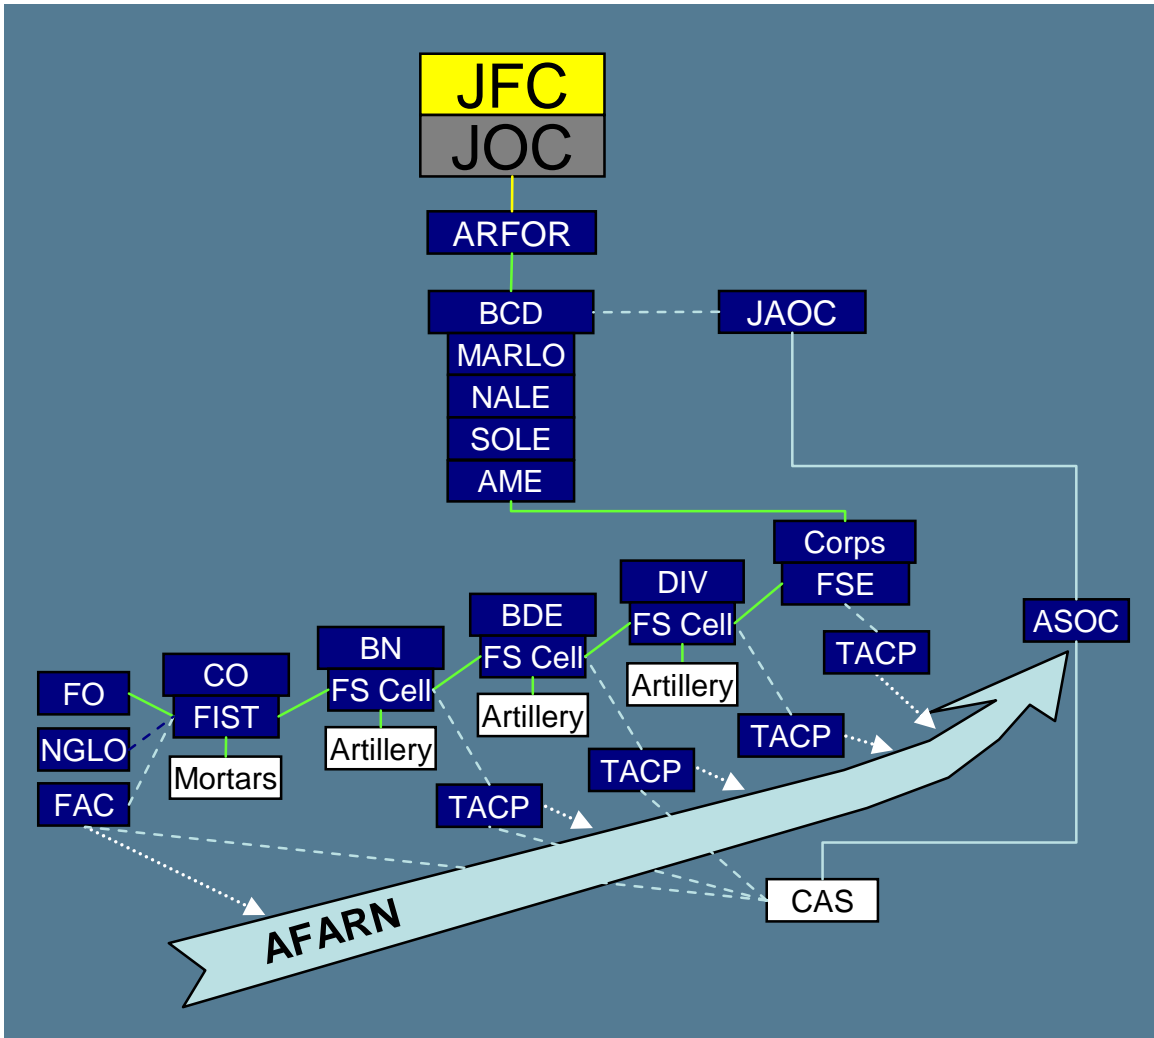 JFC
JOC
ARFOR
BCD
JAOC
MARLO
NALE
SOLE
AME
Corps
FSE
DIV
FS Cell
BDE
FS Cell
ASOC
BN
FS Cell
TACP
CO
FIST
FO
Artillery
Artillery
Artillery
NGLO
Mortars
TACP
TACP
FAC
TACP
CAS
AFARN